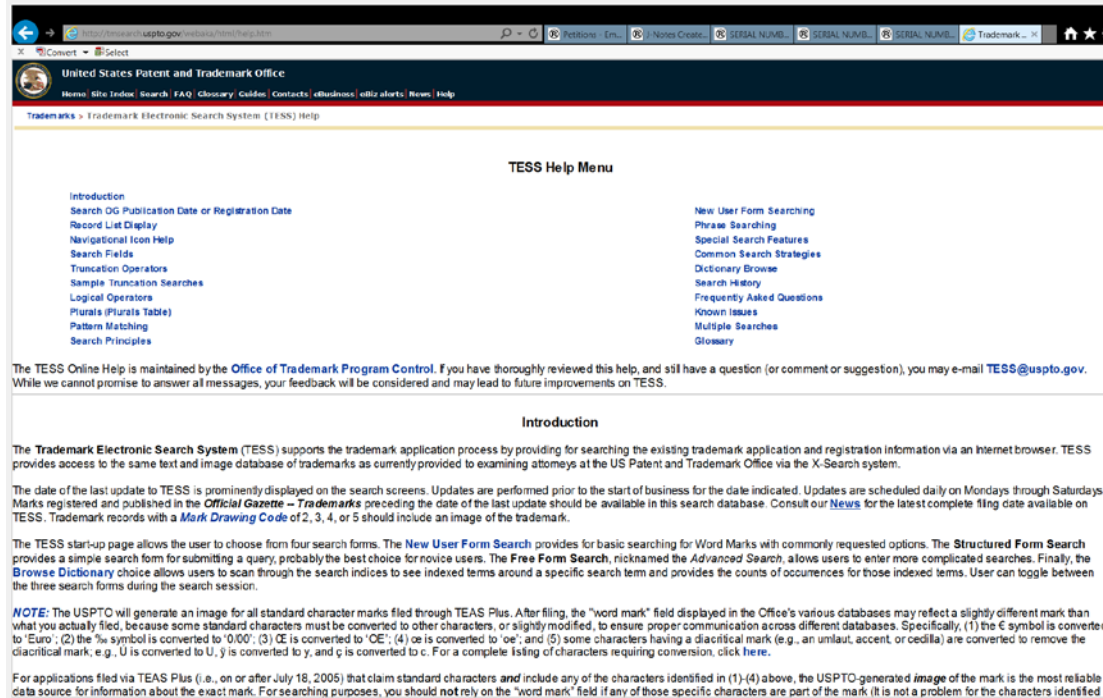 http://tmsearch.uspto.gov/webaka/html/help.htm
Petitions - Em... J-Notes Create... SERIAL NUMB... SERIAL NUMB... SERIAL NUMB... Trademark...
x Convert Select
United States Patent and Trademark Office
Home Site Index Search FAQ Glossary Guides Contacts eBusiness eBiz alerts News Help
Trademarks > Trademark Electronic Search System (TESS) Help
TESS Help Menu
Introduction
Search OG Publication Date or Registration Date
Record List Display
Navigational Icon Help
Search Fields
Truncation Operators
Sample Truncation Searches
Logical Operators
Plurals (Plurals Table)
Pattern Matching
Search Principles
New User Form Searching
Phrase Searching
Special Search Features
Common Search Strategies
Dictionary Browse
Search History
Frequently Asked Questions
Known Issues
Multiple Searches
Glossary
The TESS Online Help is maintained by the Office of Trademark Program Control. If you have thoroughly reviewed this help, and still have a question (or comment or suggestion), you may e-mail TESS@uspto.gov.
While we cannot promise to answer all messages, your feedback will be considered and may lead to future improvements on TESS.
Introduction
The Trademark Electronic Search System (TESS) supports the trademark application process by providing for searching the existing trademark application and registration information via an Internet browser. TESS
provides access to the same text and image database of trademarks as currently provided to examining attorneys at the US Patent and Trademark Office via the X-Search system.
The date of the last update to TESS is prominently displayed on the search screens. Updates are performed prior to the start of business for the date indicated. Updates are scheduled daily on Mondays through Saturdays
Marks registered and published in the Official Gazette -- Trademarks preceding the date of the last update should be available in this search database. Consult our News for the latest complete filing date available on
TESS. Trademark records with a Mark Drawing Code of 2, 3, 4, or 5 should include an image of the trademark.
The TESS start-up page allows the user to choose from four search forms. The New User Form Search provides for basic searching for Word Marks with commonly requested options. The Structured Form Search
provides a simple search form for submitting a query, probably the best choice for novice users. The Free Form Search, nicknamed the Advanced Search, allows users to enter more complicated searches. Finally, the
Browse Dictionary choice allows users to scan through the search indices to see indexed terms around a specific search term and provides the counts of occurrences for those indexed terms. User can toggle between
the three search forms during the search session.
NOTE: The USPTO will generate an image for all standard character marks filed through TEAS Plus. After filing, the "word mark" field displayed in the Office's various databases may reflect a slightly different mark than
what you actually filed, because some standard characters must be converted to other characters, or slightly modified, to ensure proper communication across different databases. Specifically, (1) the € symbol is converted
to 'Euro'; (2) the ‰ symbol is converted to '0/00'; (3) Œ is converted to 'OE'; (4) œ is converted to 'oe'; and (5) some characters having a diacritical mark (e.g., an umlaut, accent, or cedilla) are converted to remove the
diacritical mark; e.g., Ü is converted to U, ÿ is converted to y, and ç is converted to c. For a complete listing of characters requiring conversion, click here.
For applications filed via TEAS Plus (i.e., on or after July 18, 2005) that claim standard characters and include any of the characters identified in (1)-(4) above, the USPTO-generated image of the mark is the most reliable
data source for information about the exact mark. For searching purposes, you should not rely on the "word mark" field if any of those specific characters are part of the mark (It is not a problem for the characters identified